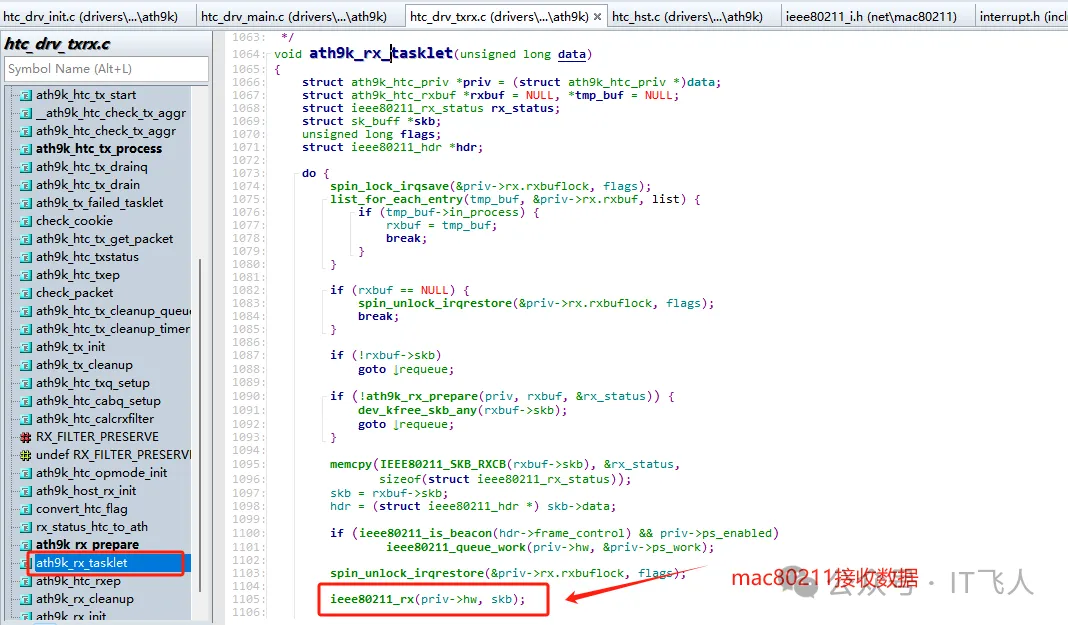 htc_drv_init.c (drivers\...\ath9k)
htc_drv_main.c (drivers\...\ath9k)
htc_drv_txrx.c (drivers\...\ath9k)
htc_hst.c (drivers\...\ath9k)
ieee80211_i.h (net\mac80211)
interrupt.h (inclu
htc_drv_txrx.c
Symbol Name (Alt+L)
ath9k_htc_tx_start
__ath9k_htc_check_tx_aggr
ath9k_htc_check_tx_aggr
ath9k_htc_tx_process
ath9k_htc_tx_drainq
ath9k_htc_tx_drain
ath9k_tx_failed_tasklet
check_cookie
ath9k_htc_tx_get_packet
ath9k_htc_txstatus
ath9k_htc_txep
check_packet
ath9k_htc_tx_cleanup_queu
ath9k_htc_tx_cleanup_timer
ath9k_tx_init
ath9k_tx_cleanup
ath9k_htc_txq_setup
ath9k_htc_cabq_setup
ath9k_htc_calcrxfilter
RX_FILTER_PRESERVE
undef RX_FILTER_PRESERV
ath9k_htc_opmode_init
ath9k_host_rx_init
convert_htc_flag
rx_status_htc_to_ath
ath9k_rx_prepare
ath9k_rx_tasklet
ath9k_htc_rxep
ath9k_rx_cleanup
ath9k_rx_init
1063: */
1064: void ath9k_rx_tasklet(unsigned long data)
1065: {
1066: struct ath9k_htc_priv *priv = (struct ath9k_htc_priv *)data;
1067: struct ath9k_htc_rxbuf *rxbuf = NULL, *tmp_buf = NULL;
1068: struct ieee80211_rx_status rx_status;
1069: struct sk_buff *skb;
1070: unsigned long flags;
1071: struct ieee80211_hdr *hdr;
1072:
1073: do {
1074: spin_lock_irqsave(&priv->rx.rxbuflock, flags);
1075: list_for_each_entry(tmp_buf, &priv->rx.rxbuf, list) {
1076: if (tmp_buf->in_process) {
1077: rxbuf = tmp_buf;
1078: break;
1079: }
1080: }
1081:
1082: if (rxbuf == NULL) {
1083: spin_unlock_irqrestore(&priv->rx.rxbuflock, flags);
1084: break;
1085: }
1086:
1087: if (!rxbuf->skb)
1088: goto ↓requeue;
1089:
1090: if (!ath9k_rx_prepare(priv, rxbuf, &rx_status)) {
1091: dev_kfree_skb_any(rxbuf->skb);
1092: goto ↓requeue;
1093: }
1094:
1095: memcpy(IEEE80211_SKB_RXCB(rxbuf->skb), &rx_status,
1096: sizeof(struct ieee80211_rx_status));
1097: skb = rxbuf->skb;
1098: hdr = (struct ieee80211_hdr *) skb->data;
1099:
1100: if (ieee80211_is_beacon(hdr->frame_control) && priv->ps_enabled)
1101: ieee80211_queue_work(priv->hw, &priv->ps_work);
1102:
1103: spin_unlock_irqrestore(&priv->rx.rxbuflock, flags);
1104:
1105: ieee80211_rx(priv->hw, skb);
1106:
mac80211接收数据
公众号 · IT飞人